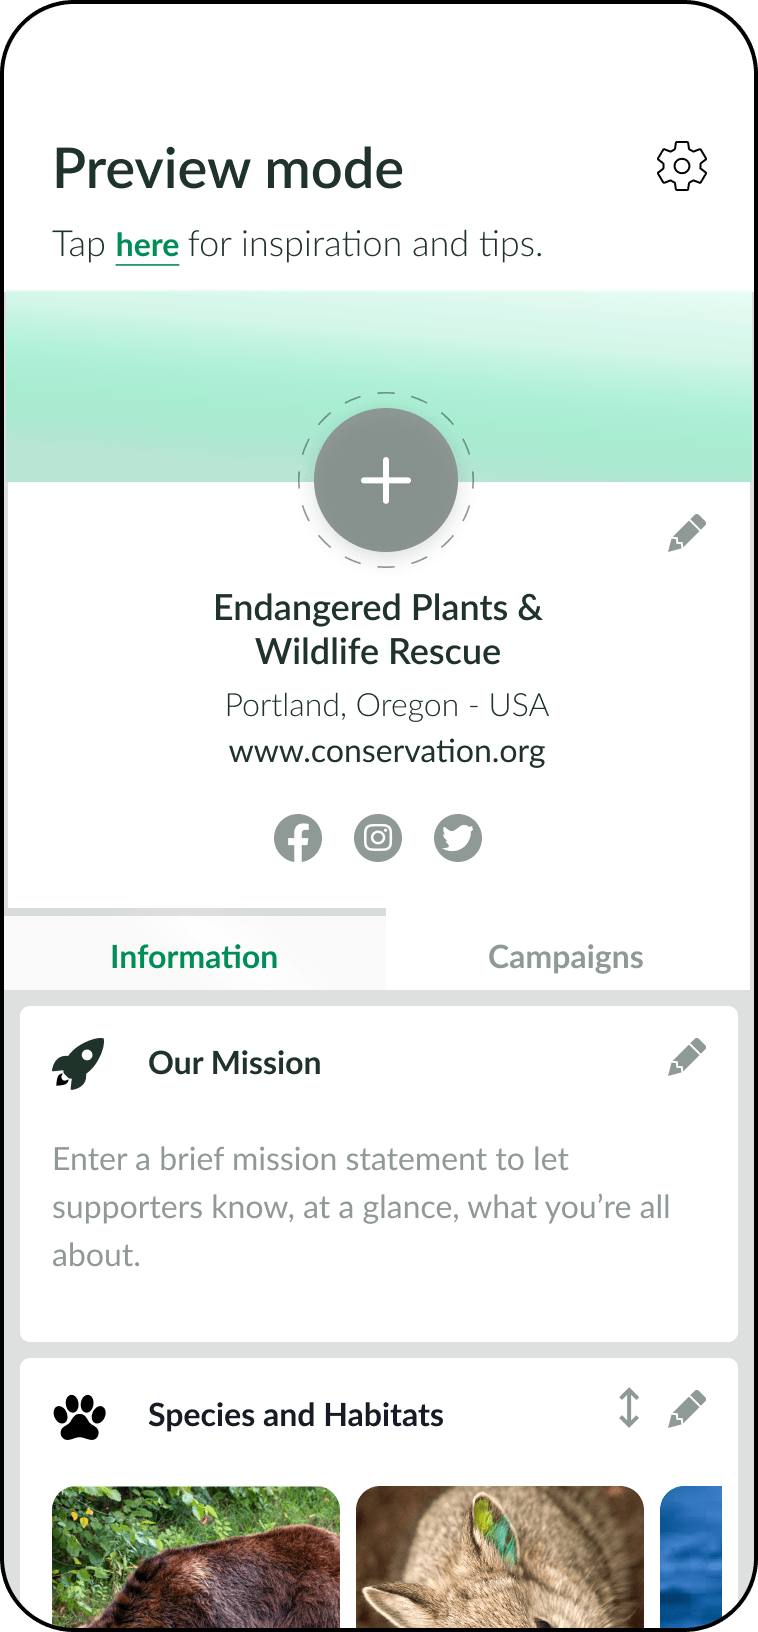 Preview mode
Tap here for inspiration and tips.
Endangered Plants &
Wildlife Rescue
Portland, Oregon - USA
www.conservation.org
Information
Campaigns
Our Mission
Enter a brief mission statement to let
supporters know, at a glance, what you’re all
about.
Species and Habitats